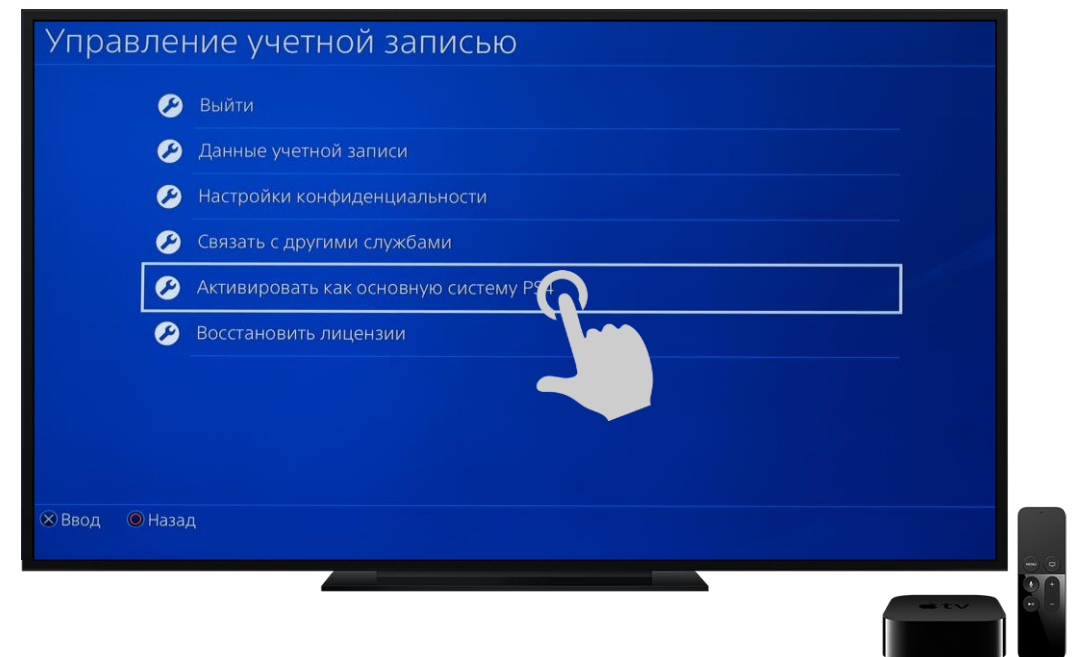 Управление учетной записью
Выйти
Данные учетной записи
Настройки конфиденциальности
Связать с другими службами
Активировать как основную систему PS4
Восстановить лицензии
Ввод
Назад
tv
MENU